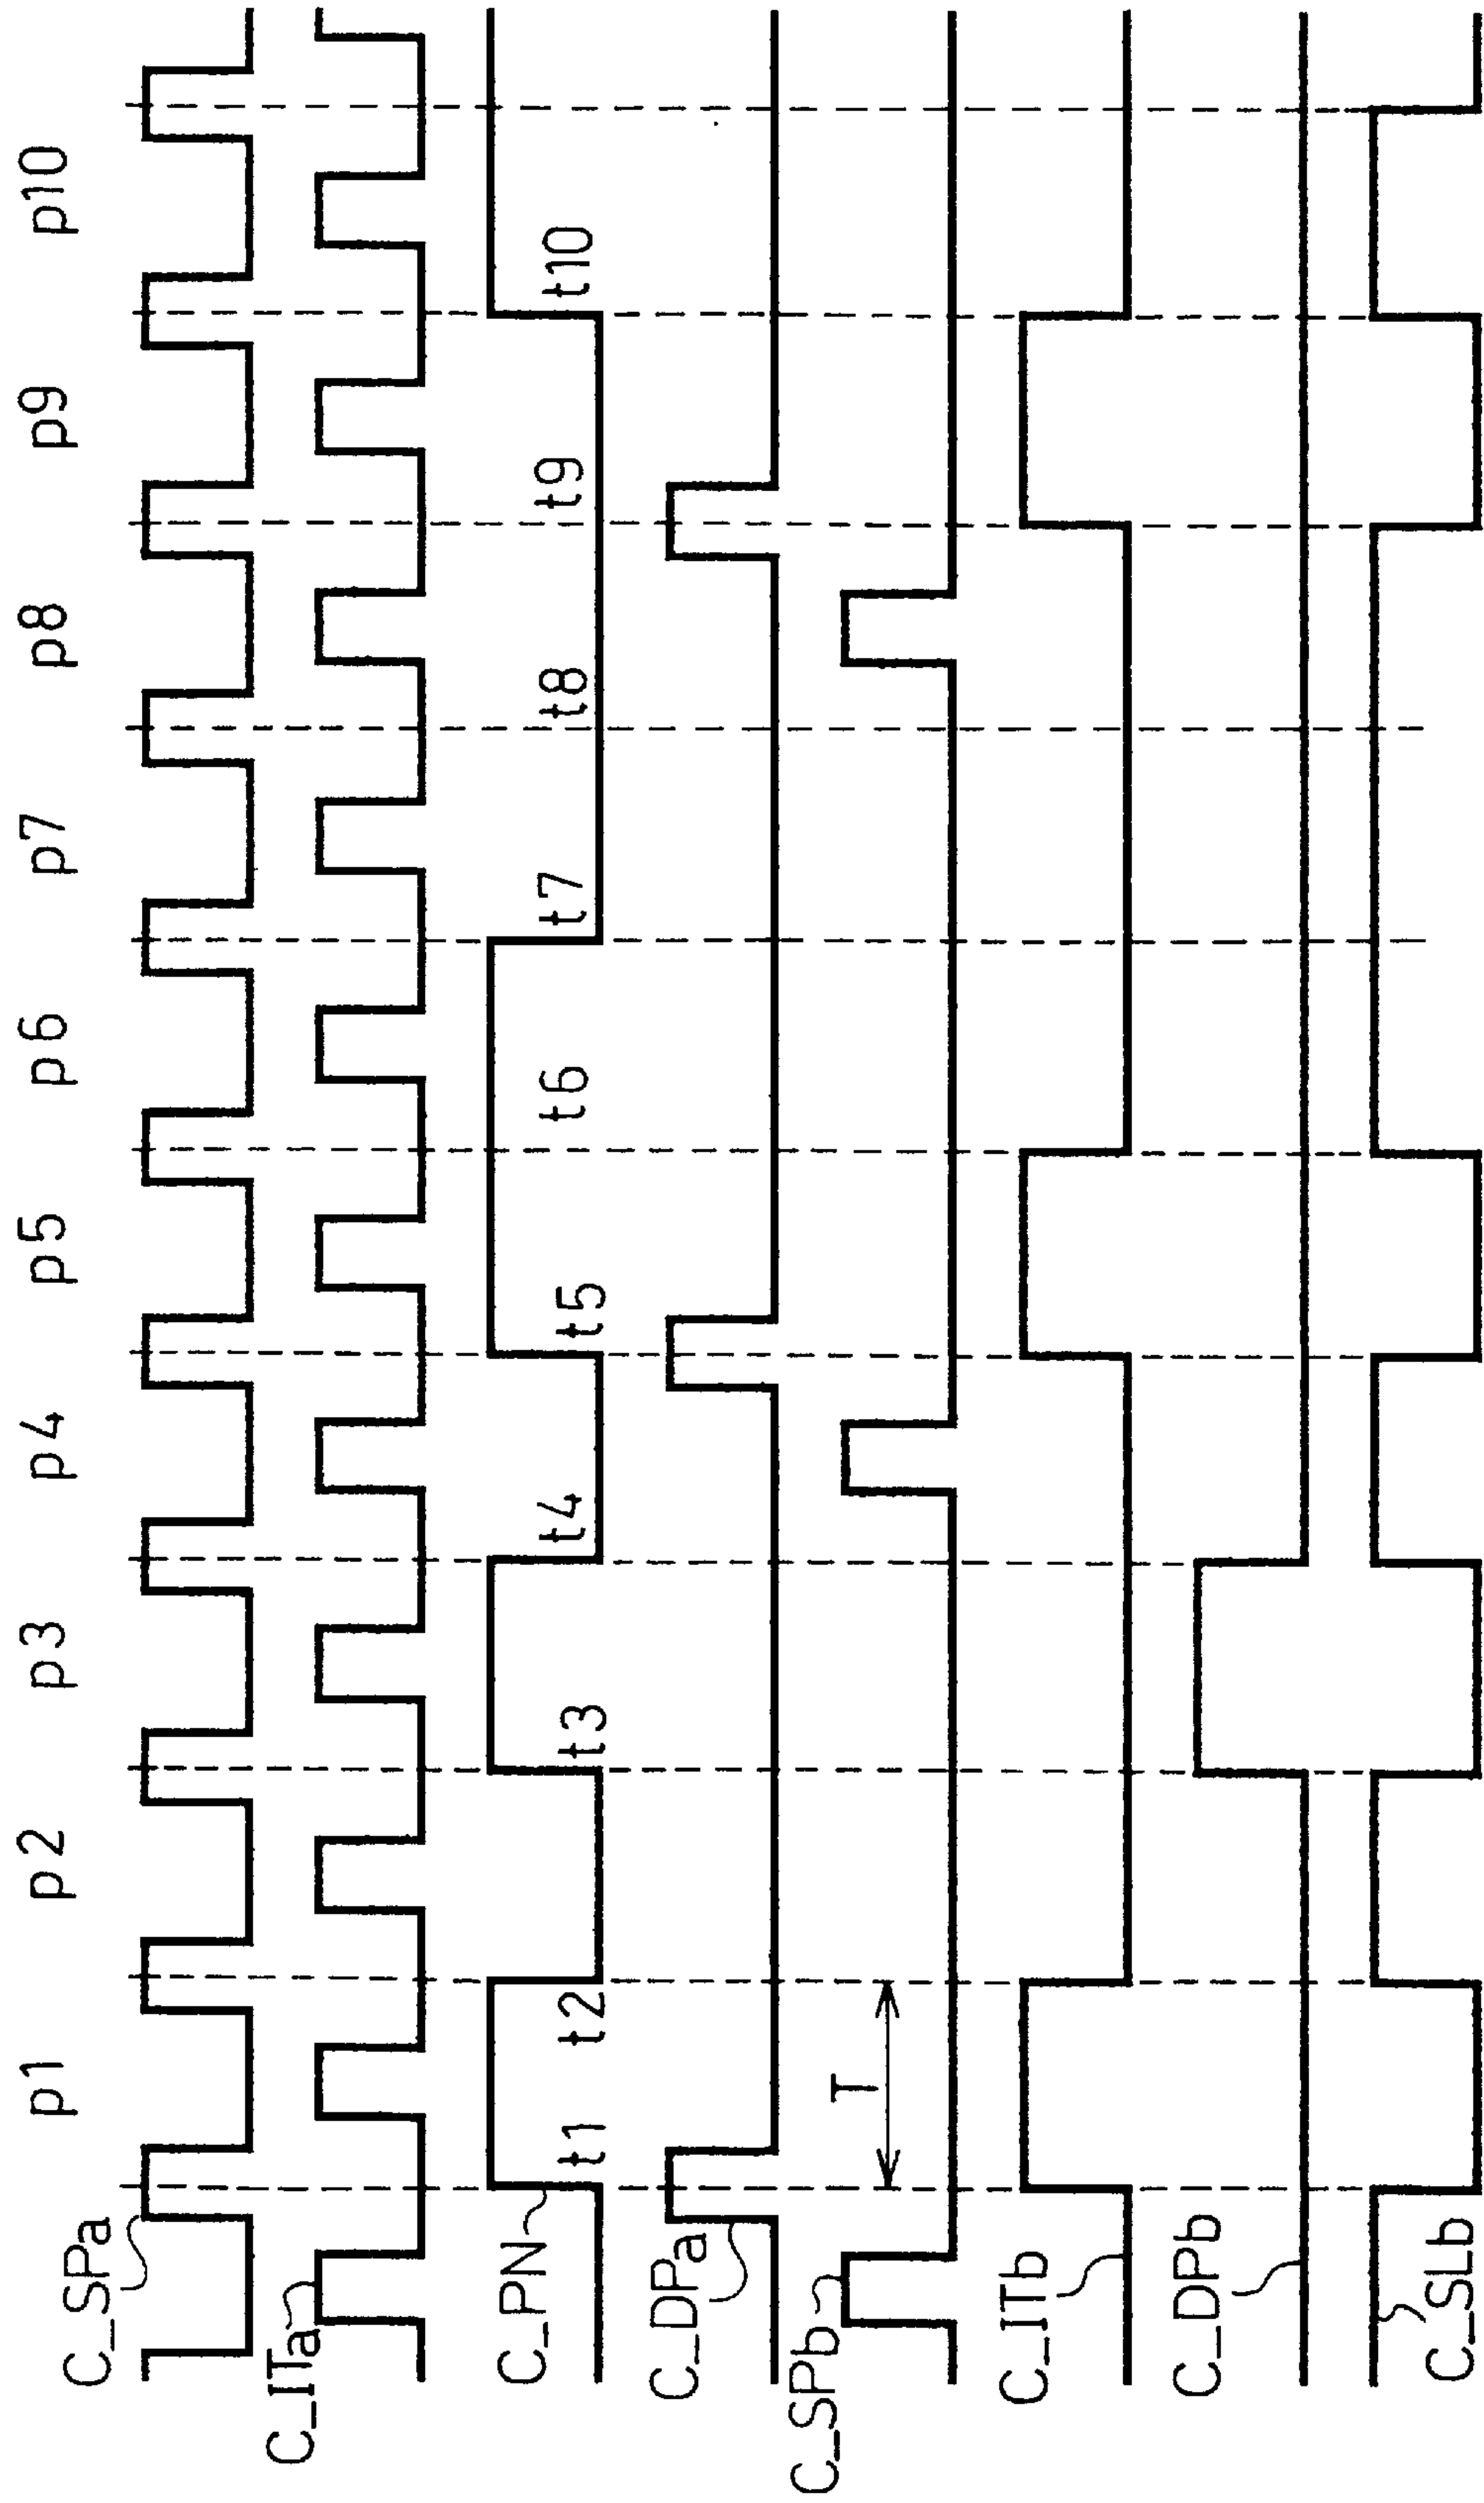 p1 p2 p3 p4 p5 p6 p7 p8 p9 p10
C_SPa
C_ITa
C_PN
t1 t2 t3 t4 t5 t6 t7 t8 t9 t10
C_DPa
C_SPb
T
C_ITb
C_DPb
C_SLb